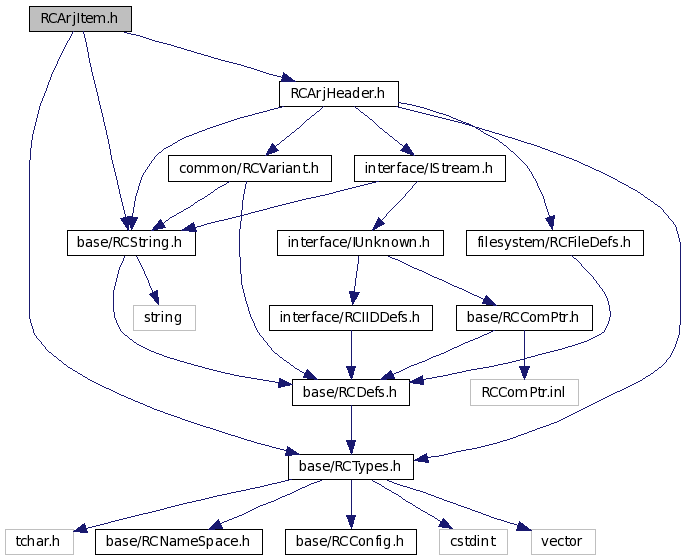 RCArjItem.h
RCArjHeader.h
common/RCVariant.h
interface/IStream.h
base/RCString.h
interface/IUnknown.h
filesystem/RCFileDefs.h
string
interface/RCIIDDefs.h
base/RCComPtr.h
base/RCDefs.h
RCComPtr.inl
base/RCTypes.h
tchar.h
base/RCNameSpace.h
base/RCConfig.h
cstdint
vector